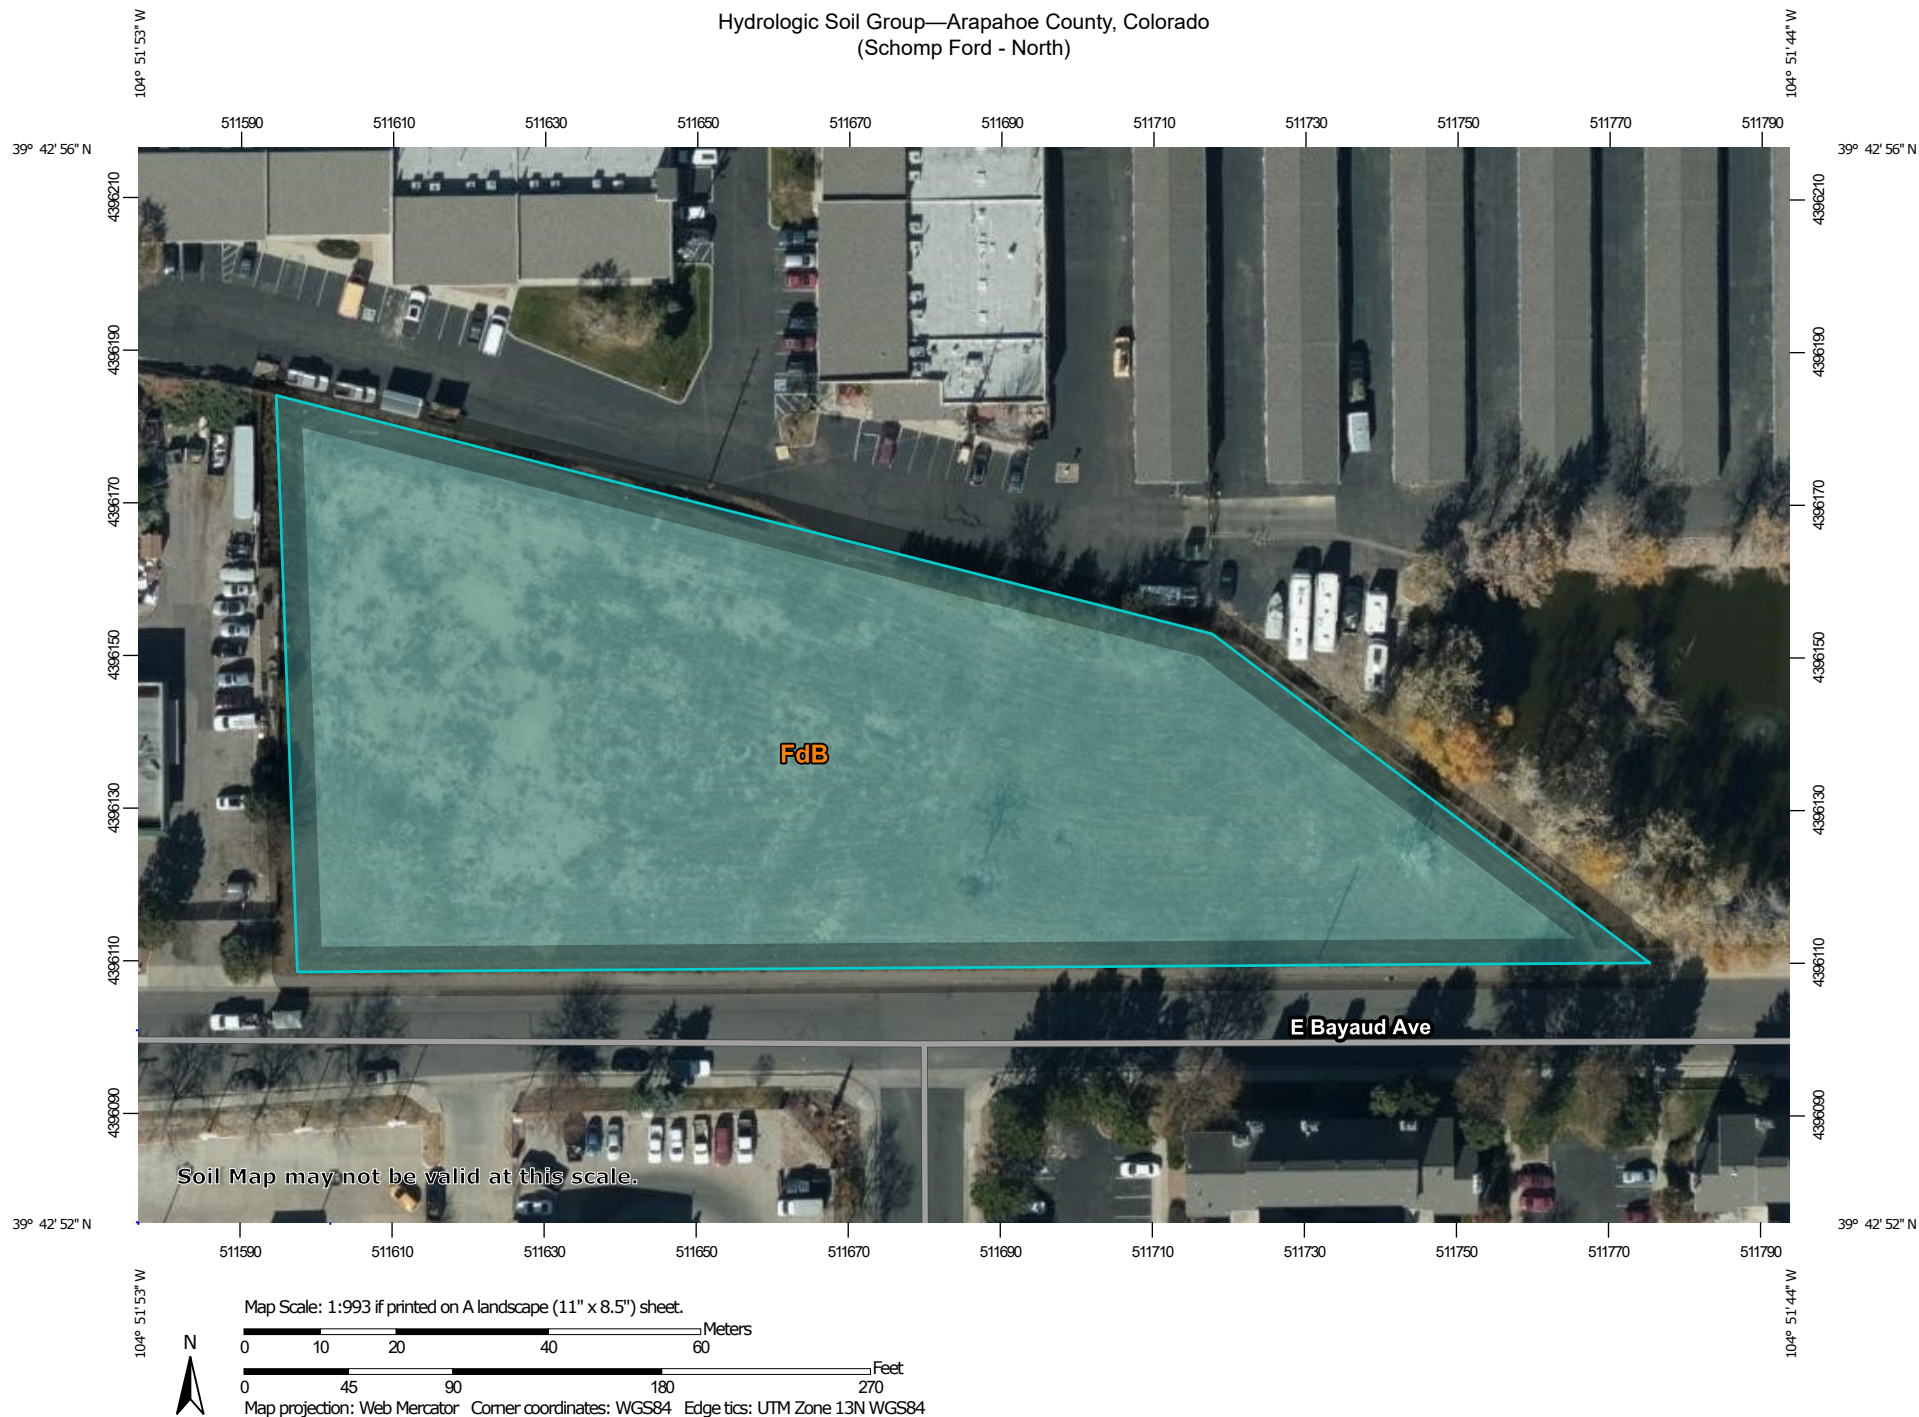 Hydrologic Soil Group—Arapahoe County, Colorado
(Schomp Ford - North)
104° 51' 53" W
104° 51' 44" W
511590 511610 511630 511650 511670 511690 511710 511730 511750 511770 511790
39° 42' 56" N
39° 42' 56" N
4396210
4396210
4396190
4396190
4396170
4396170
4396150
4396150
FdB
4396130
4396130
4396110
4396110
E Bayaud Ave
4396090
4396090
Soil Map may not be valid at this scale.
39° 42' 52" N
39° 42' 52" N
511590 511610 511630 511650 511670 511690 511710 511730 511750 511770 511790
104° 51' 53" W
104° 51' 44" W
Map Scale: 1:993 if printed on A landscape (11" x 8.5") sheet.
Meters
0 10 20 40 60
N
Feet
0 45 90 180 270
Map projection: Web Mercator Corner coordinates: WGS84 Edge tics: UTM Zone 13N WGS84